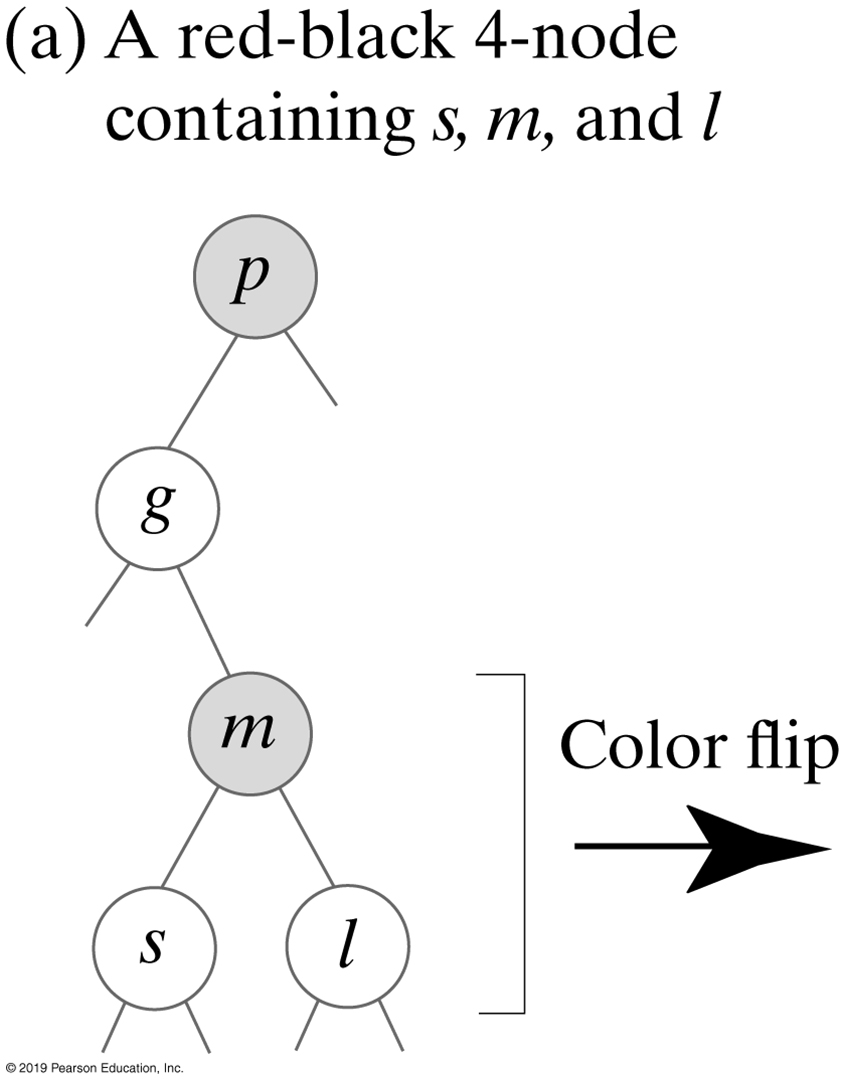 (a) A red-black 4-node
containing s, m, and l
p
g
m
Color flip
s
l
© 2019 Pearson Education, Inc.